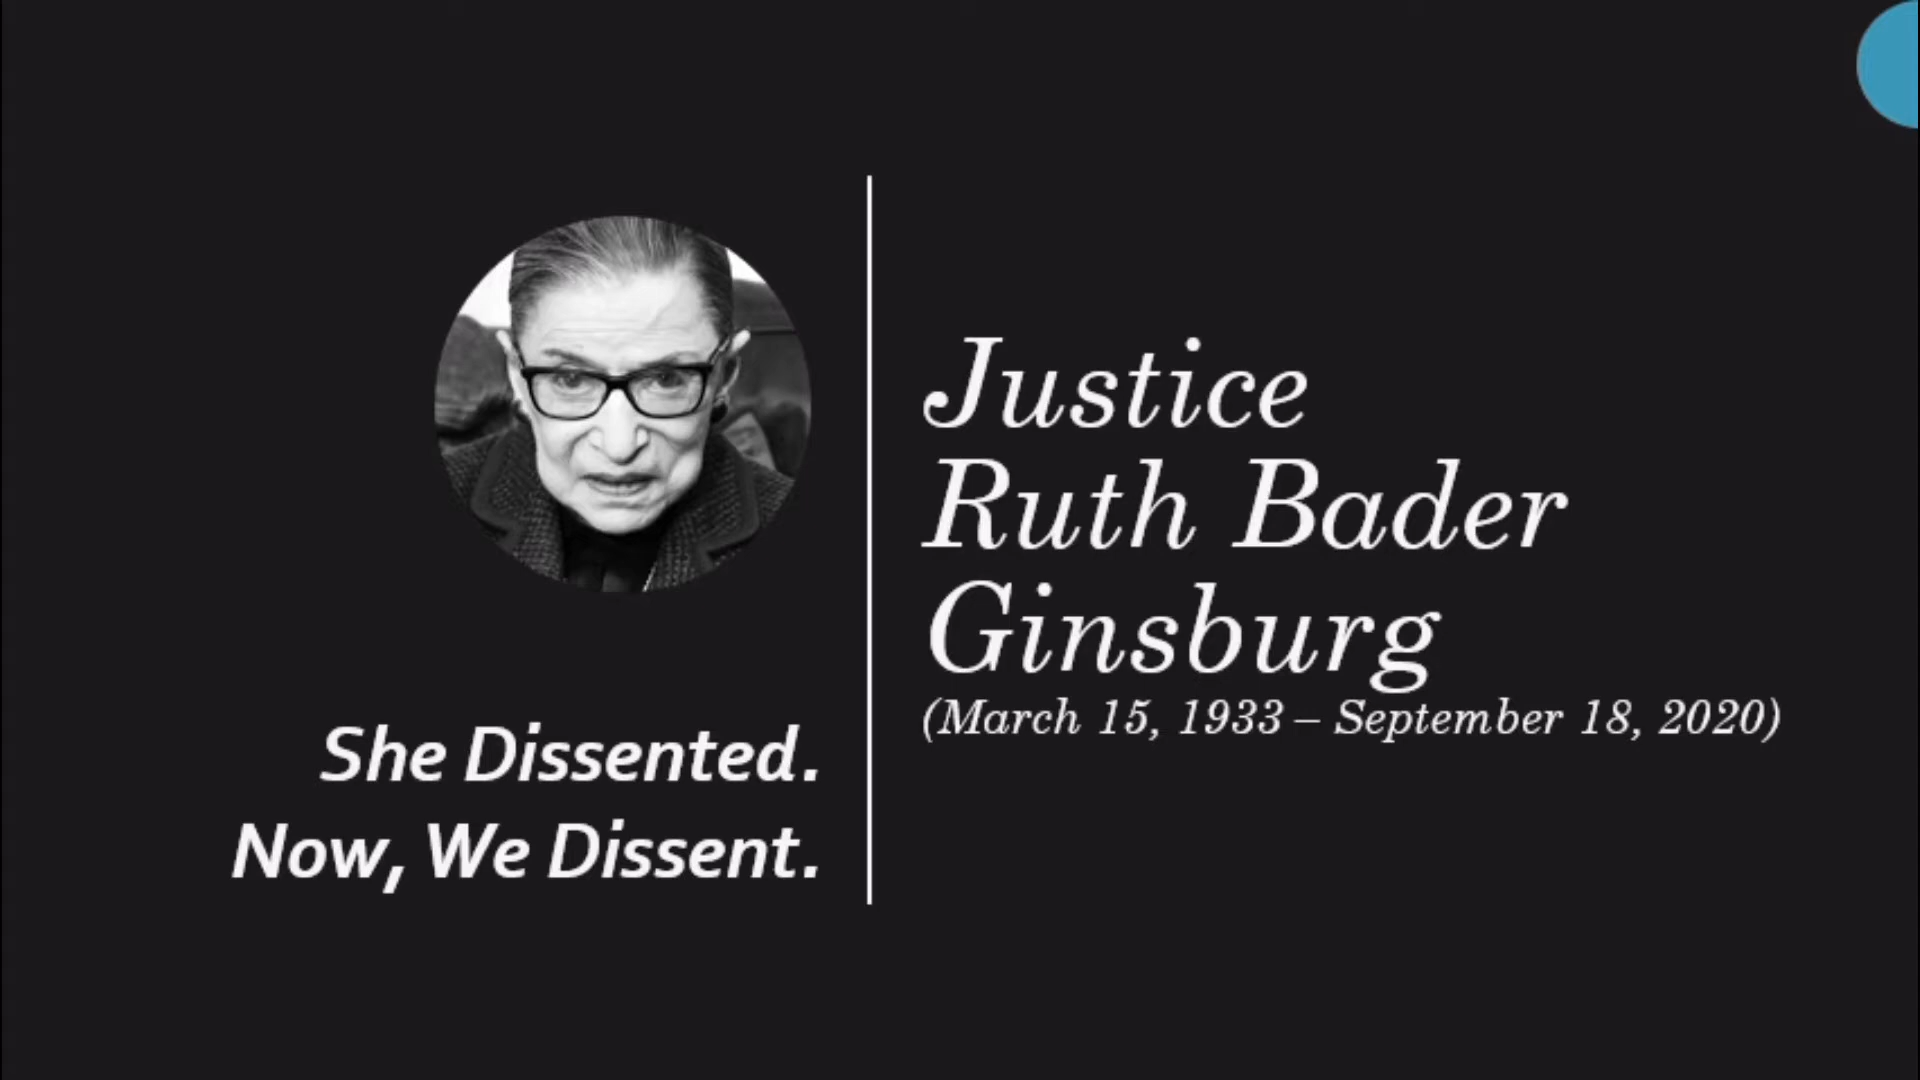 She Dissented.
Now, We Dissent.
Justice
Ruth Bader
Ginsburg
(March 15, 1933 – September 18, 2020)